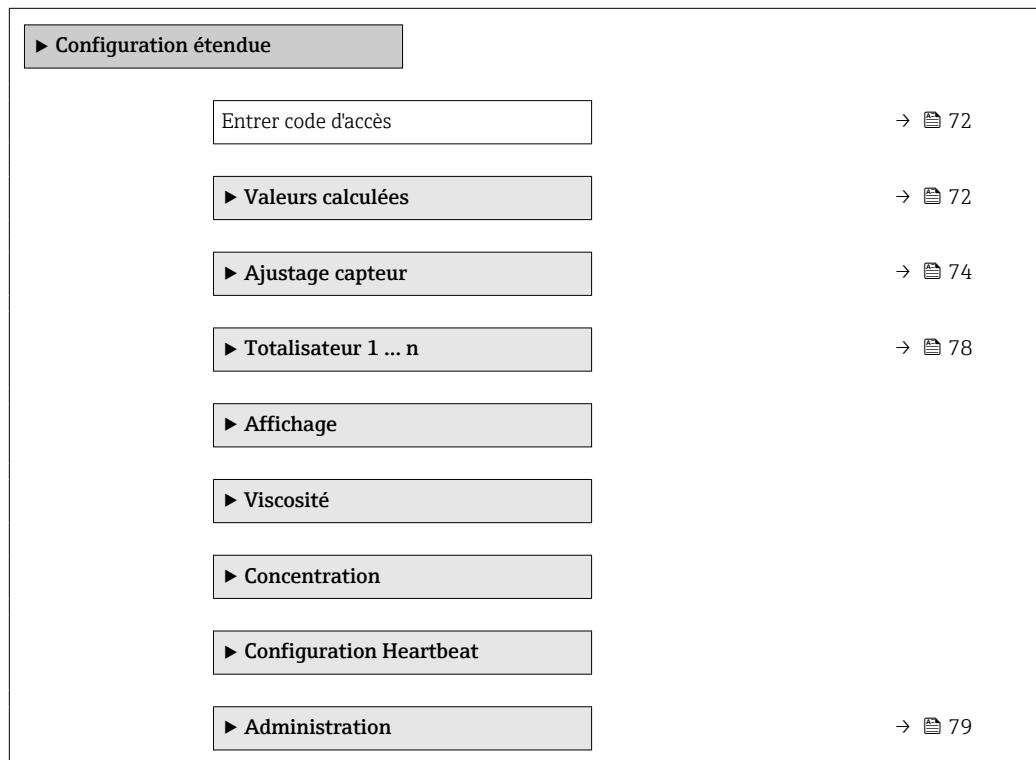 ▶ Configuration étendue
Entrer code d'accès → 72
▶ Valeurs calculées → 72
▶ Ajustage capteur → 74
▶ Totalisateur 1 ... n → 78
▶ Affichage
▶ Viscosité
▶ Concentration
▶ Configuration Heartbeat
▶ Administration → 79